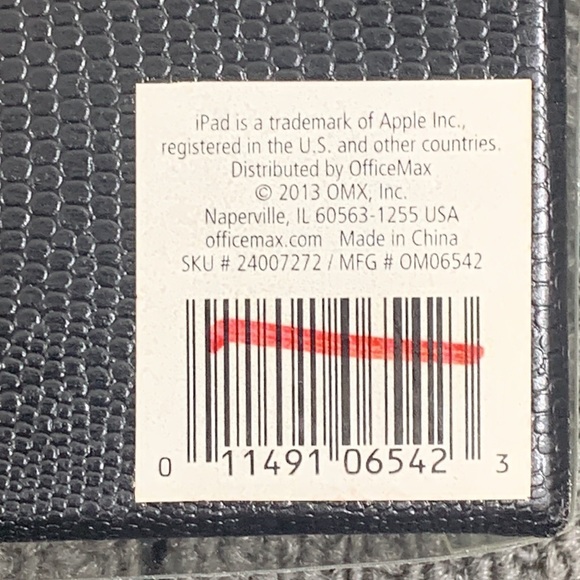 iPad is a trademark of Apple Inc.,
registered in the U.S. and other countries.
Distributed by OfficeMax
© 2013 OMX, Inc.
Naperville, IL 60563-1255 USA
officemax.com Made in China
SKU # 24007272 / MFG # OM06542
0 11491 06542 3